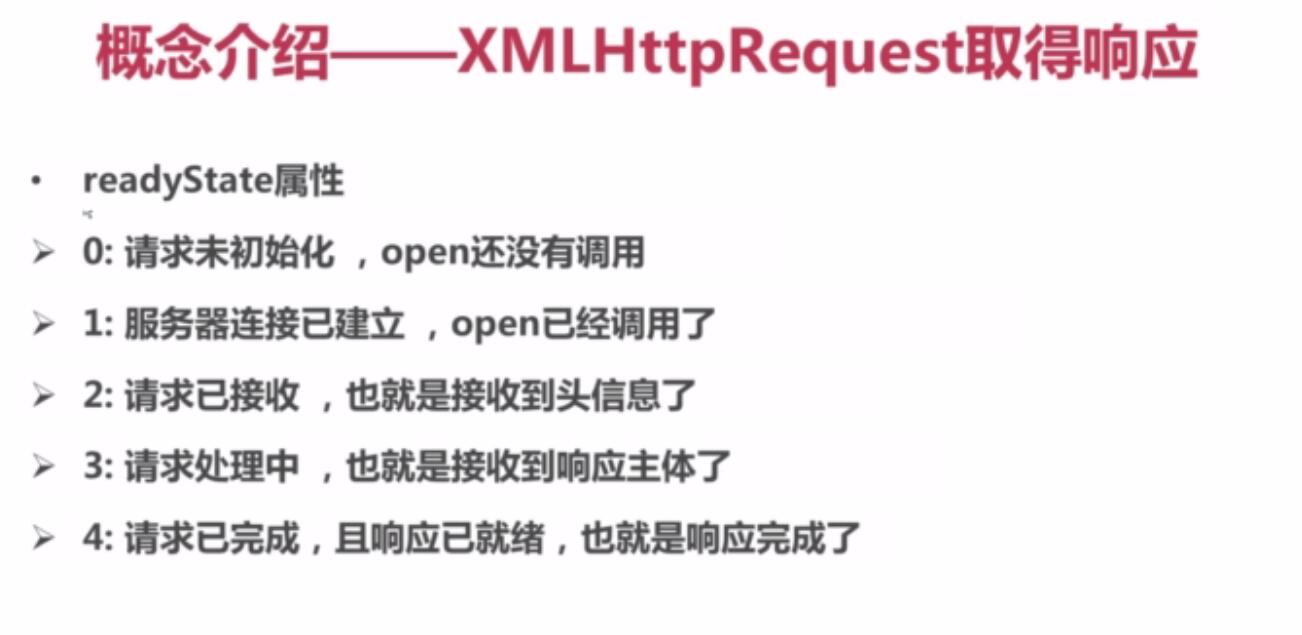 概念介绍——XMLHttpRequest取得响应
• readyState属性
➢ 0: 请求未初始化 ，open还没有调用
➢ 1: 服务器连接已建立 ，open已经调用了
➢ 2: 请求已接收 ，也就是接收到头信息了
➢ 3: 请求处理中 ，也就是接收到响应主体了
➢ 4: 请求已完成，且响应已就绪，也就是响应完成了